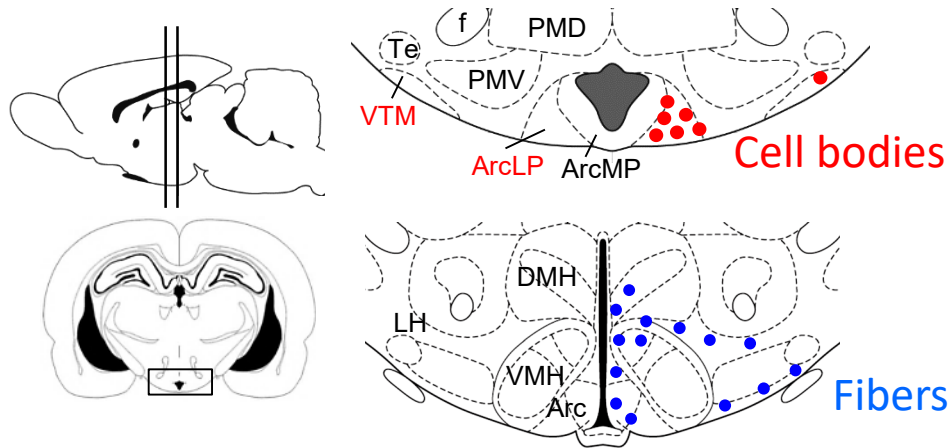 f
PMD
Te
PMV
VTM
ArcLP
ArcMP
Cell bodies
DMH
LH
VMH
Arc
Fibers